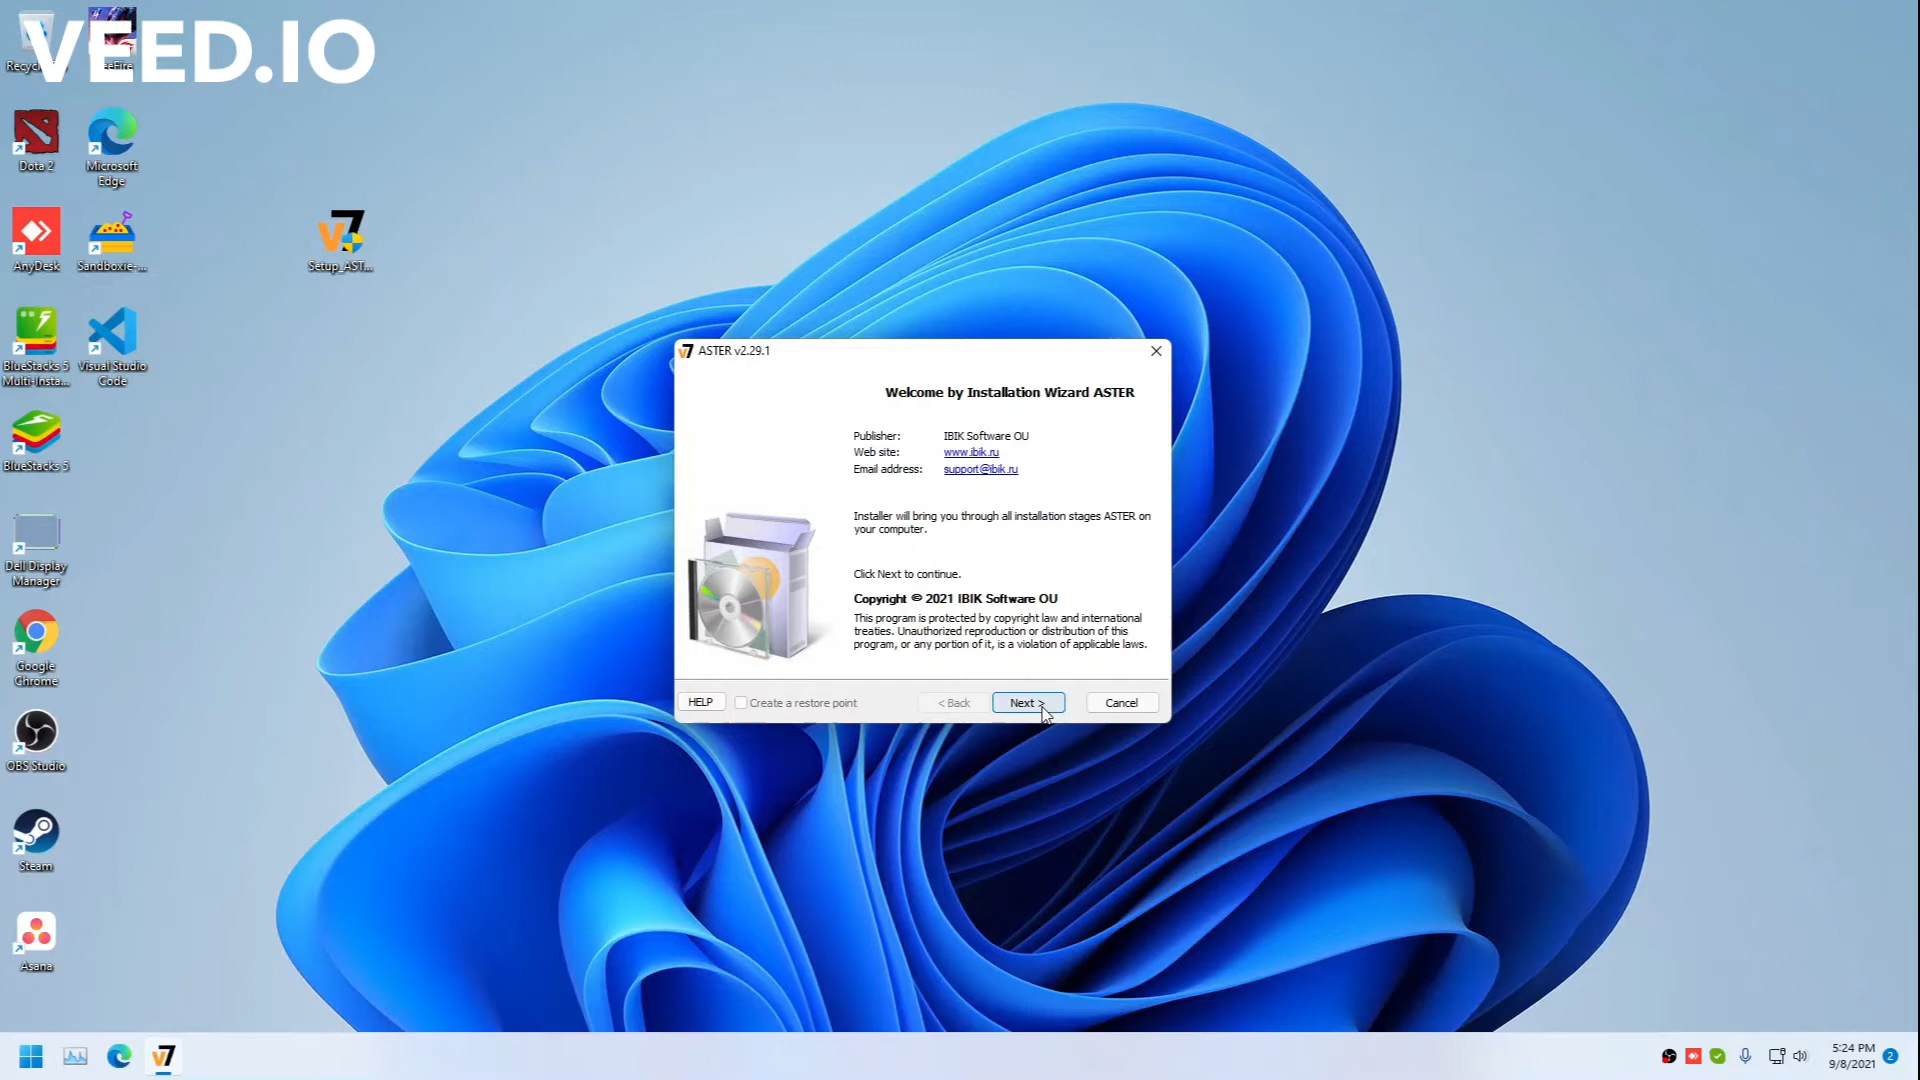 VEED.IO
Dota 2
Microsoft
Edge
AnyDesk
Sandboxie-...
Setup_AST...
BlueStacks 5
Multi-Insta...
Visual Studio
Code
BlueStacks 5
Dell Display
Manager
Google
Chrome
OBS Studio
Steam
Asana
v7 ASTER v2.29.1
Welcome by Installation Wizard ASTER
Publisher: IBIK Software OU
Web site: www.ibik.ru
Email address: support@ibik.ru
Installer will bring you through all installation stages ASTER on
your computer.
Click Next to continue.
Copyright © 2021 IBIK Software OU
This program is protected by copyright law and international
treaties. Unauthorized reproduction or distribution of this
program, or any portion of it, is a violation of applicable laws.
HELP
Create a restore point
< Back
Next >
Cancel
v7
5:24 PM
9/8/2021
2